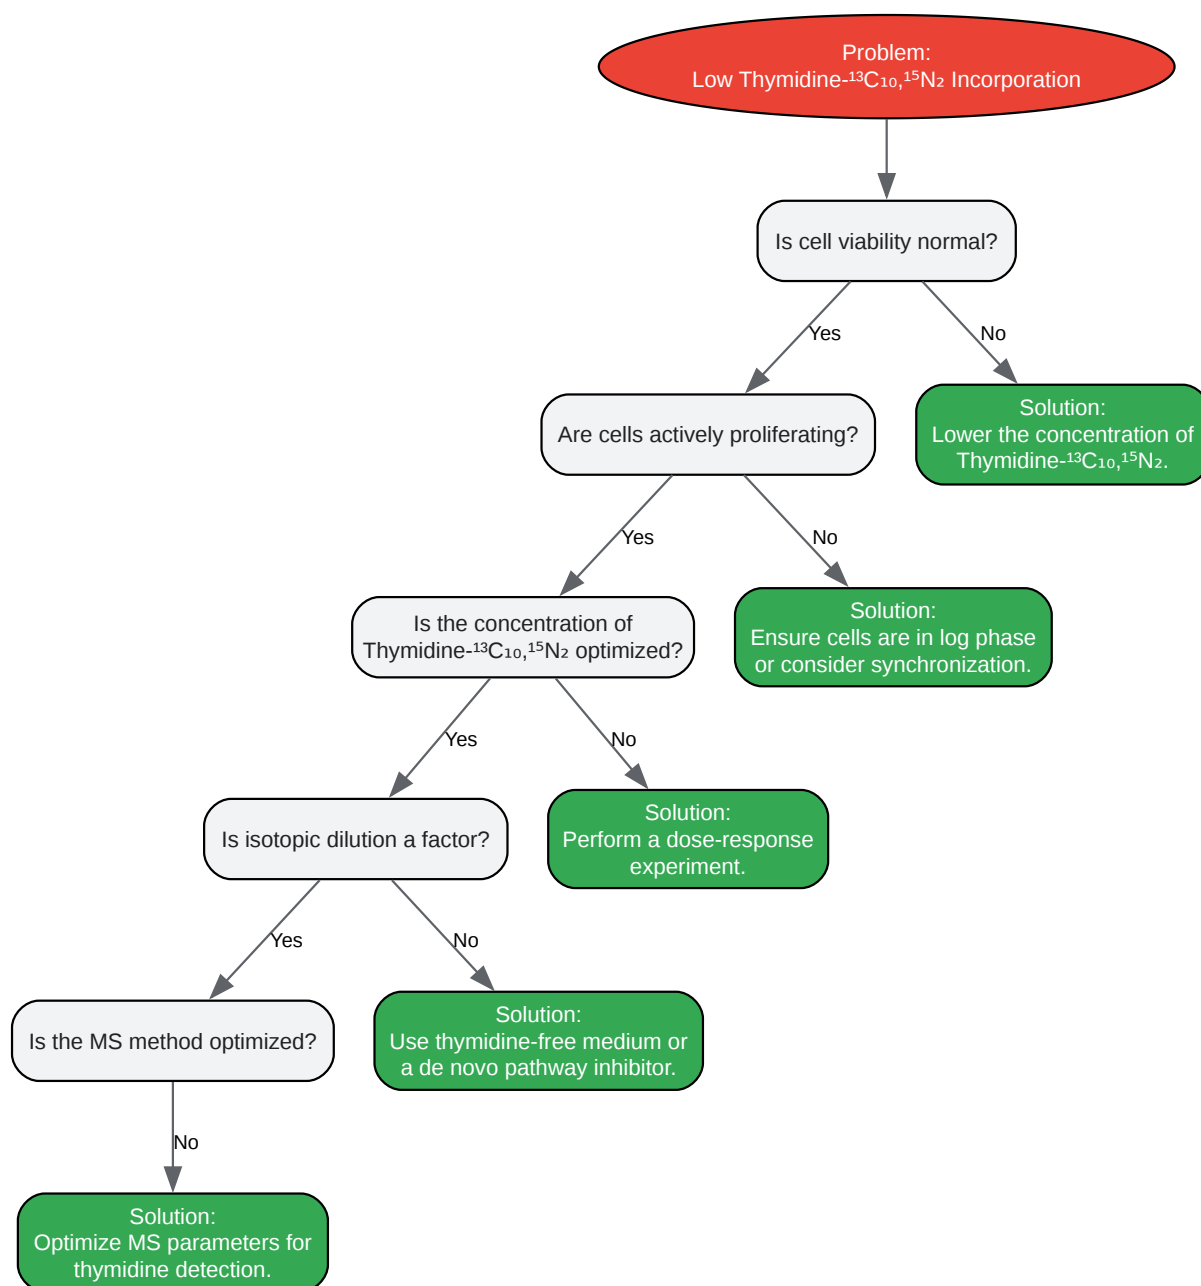 Problem:
Low Thymidine-¹³C₁₀,¹⁵N₂ Incorporation
Is cell viability normal?
Yes
No
Are cells actively proliferating?
Solution:
Lower the concentration of
Thymidine-¹³C₁₀,¹⁵N₂.
Yes
No
Is the concentration of
Thymidine-¹³C₁₀,¹⁵N₂ optimized?
Solution:
Ensure cells are in log phase
or consider synchronization.
Yes
No
Is isotopic dilution a factor?
Solution:
Perform a dose-response
experiment.
Yes
No
Is the MS method optimized?
Solution:
Use thymidine-free medium or
a de novo pathway inhibitor.
No
Solution:
Optimize MS parameters for
thymidine detection.